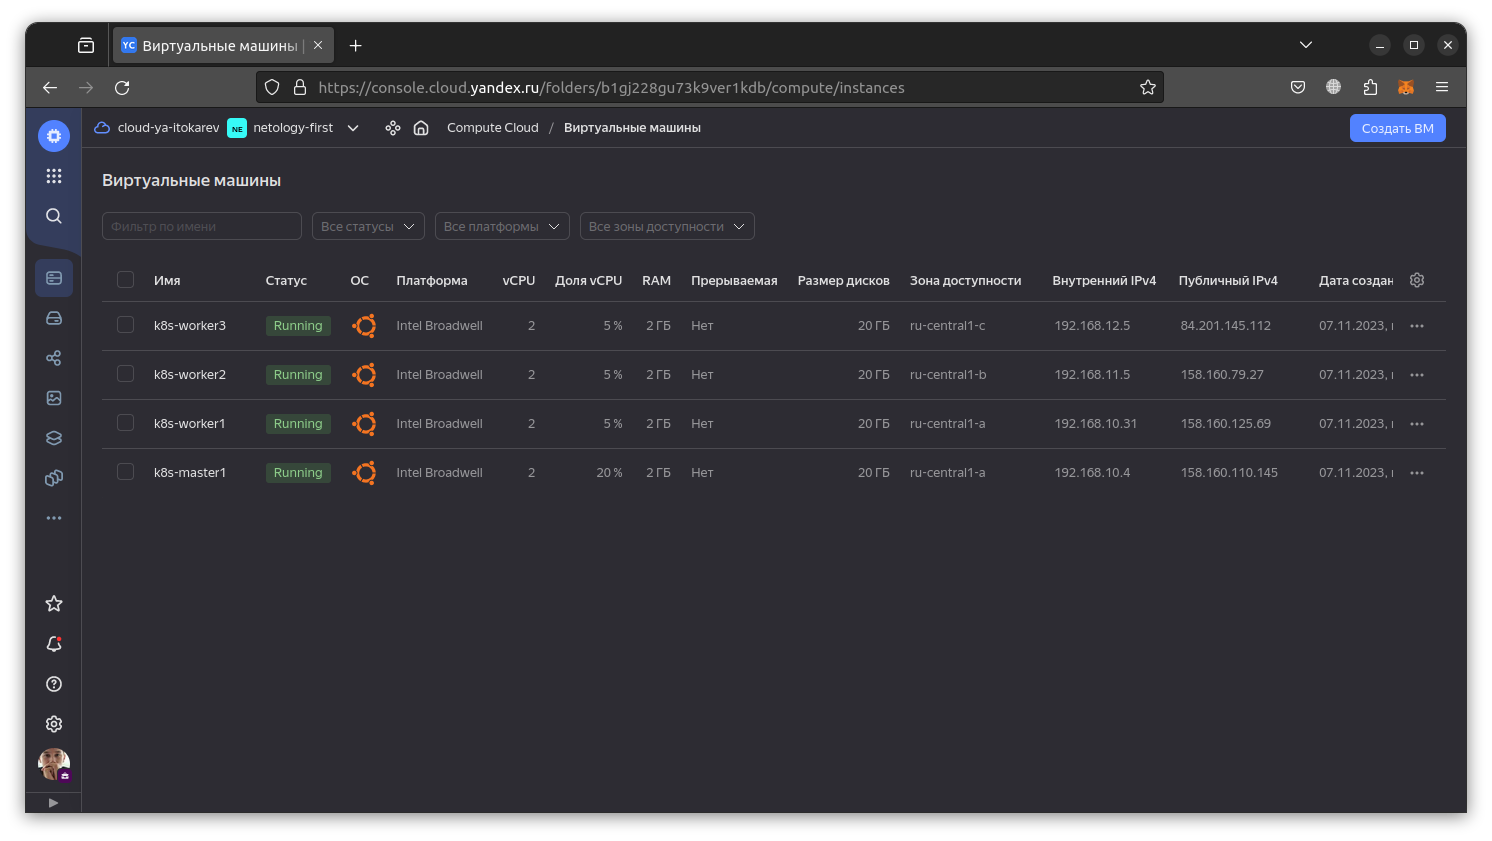 YC Виртуальные машины |
https://console.cloud.yandex.ru/folders/b1gj228gu73k9ver1kdb/compute/instances
cloud-ya-itokarev NE netology-first Compute Cloud / Виртуальные машины Создать ВМ
Виртуальные машины
Фильтр по имени Все статусы Все платформы Все зоны доступности
Имя Статус ОС Платформа vCPU Доля vCPU RAM Прерываемая Размер дисков Зона доступности Внутренний IPv4 Публичный IPv4 Дата создан
k8s-worker3 Running Intel Broadwell 2 5 % 2 ГБ Нет 20 ГБ ru-central1-c 192.168.12.5 84.201.145.112 07.11.2023,
k8s-worker2 Running Intel Broadwell 2 5 % 2 ГБ Нет 20 ГБ ru-central1-b 192.168.11.5 158.160.79.27 07.11.2023,
k8s-worker1 Running Intel Broadwell 2 5 % 2 ГБ Нет 20 ГБ ru-central1-a 192.168.10.31 158.160.125.69 07.11.2023,
k8s-master1 Running Intel Broadwell 2 20 % 2 ГБ Нет 20 ГБ ru-central1-a 192.168.10.4 158.160.110.145 07.11.2023,